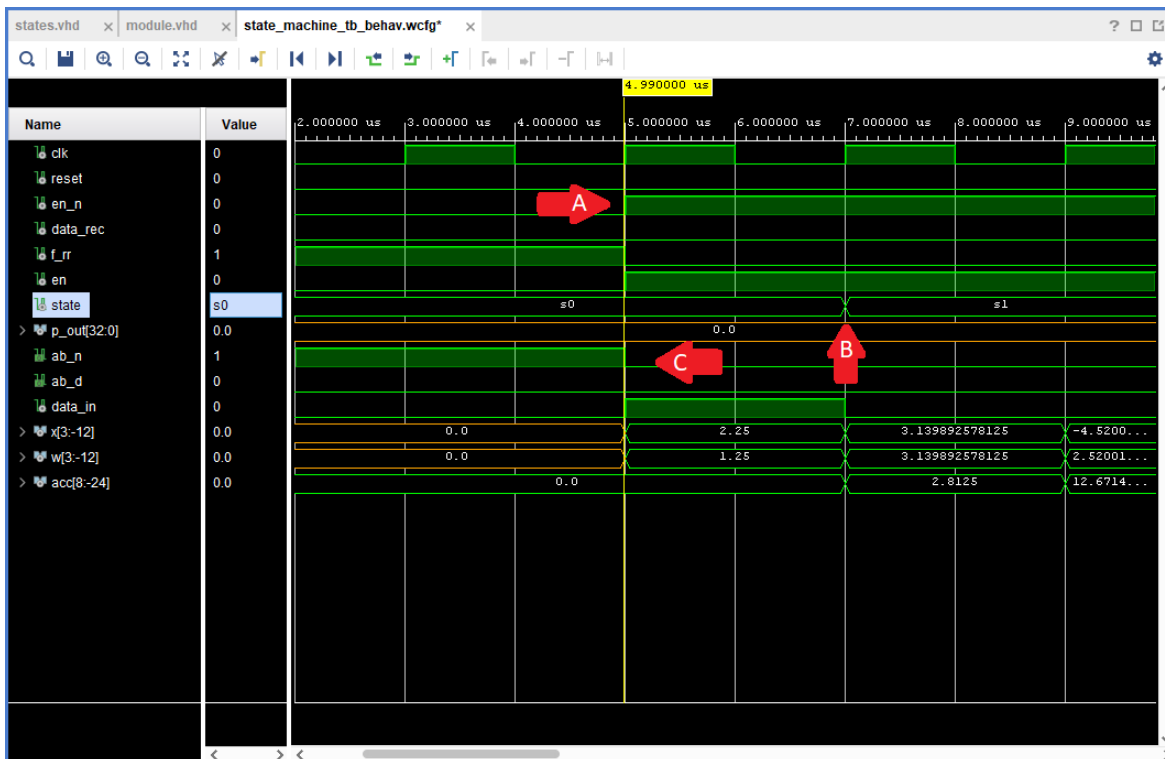 states.vhd × module.vhd × state_machine_tb_behav.wcfg* × ?
4.990000 us
Name Value 2.000000 us 3.000000 us 4.000000 us 5.000000 us 6.000000 us 7.000000 us 8.000000 us 9.000000 us
clk 0
reset 0
en_n 0 A
data_rec 0
f_rr 1
en 0
state s0 s0 s1
p_out[32:0] 0.0 0.0
ab_n 1 C B
ab_d 0
data_in 0
x[3:-12] 0.0 0.0 2.25 3.139892578125 -4.5200...
w[3:-12] 0.0 0.0 1.25 3.139892578125 2.52001...
acc[8:-24] 0.0 0.0 2.8125 12.6714...